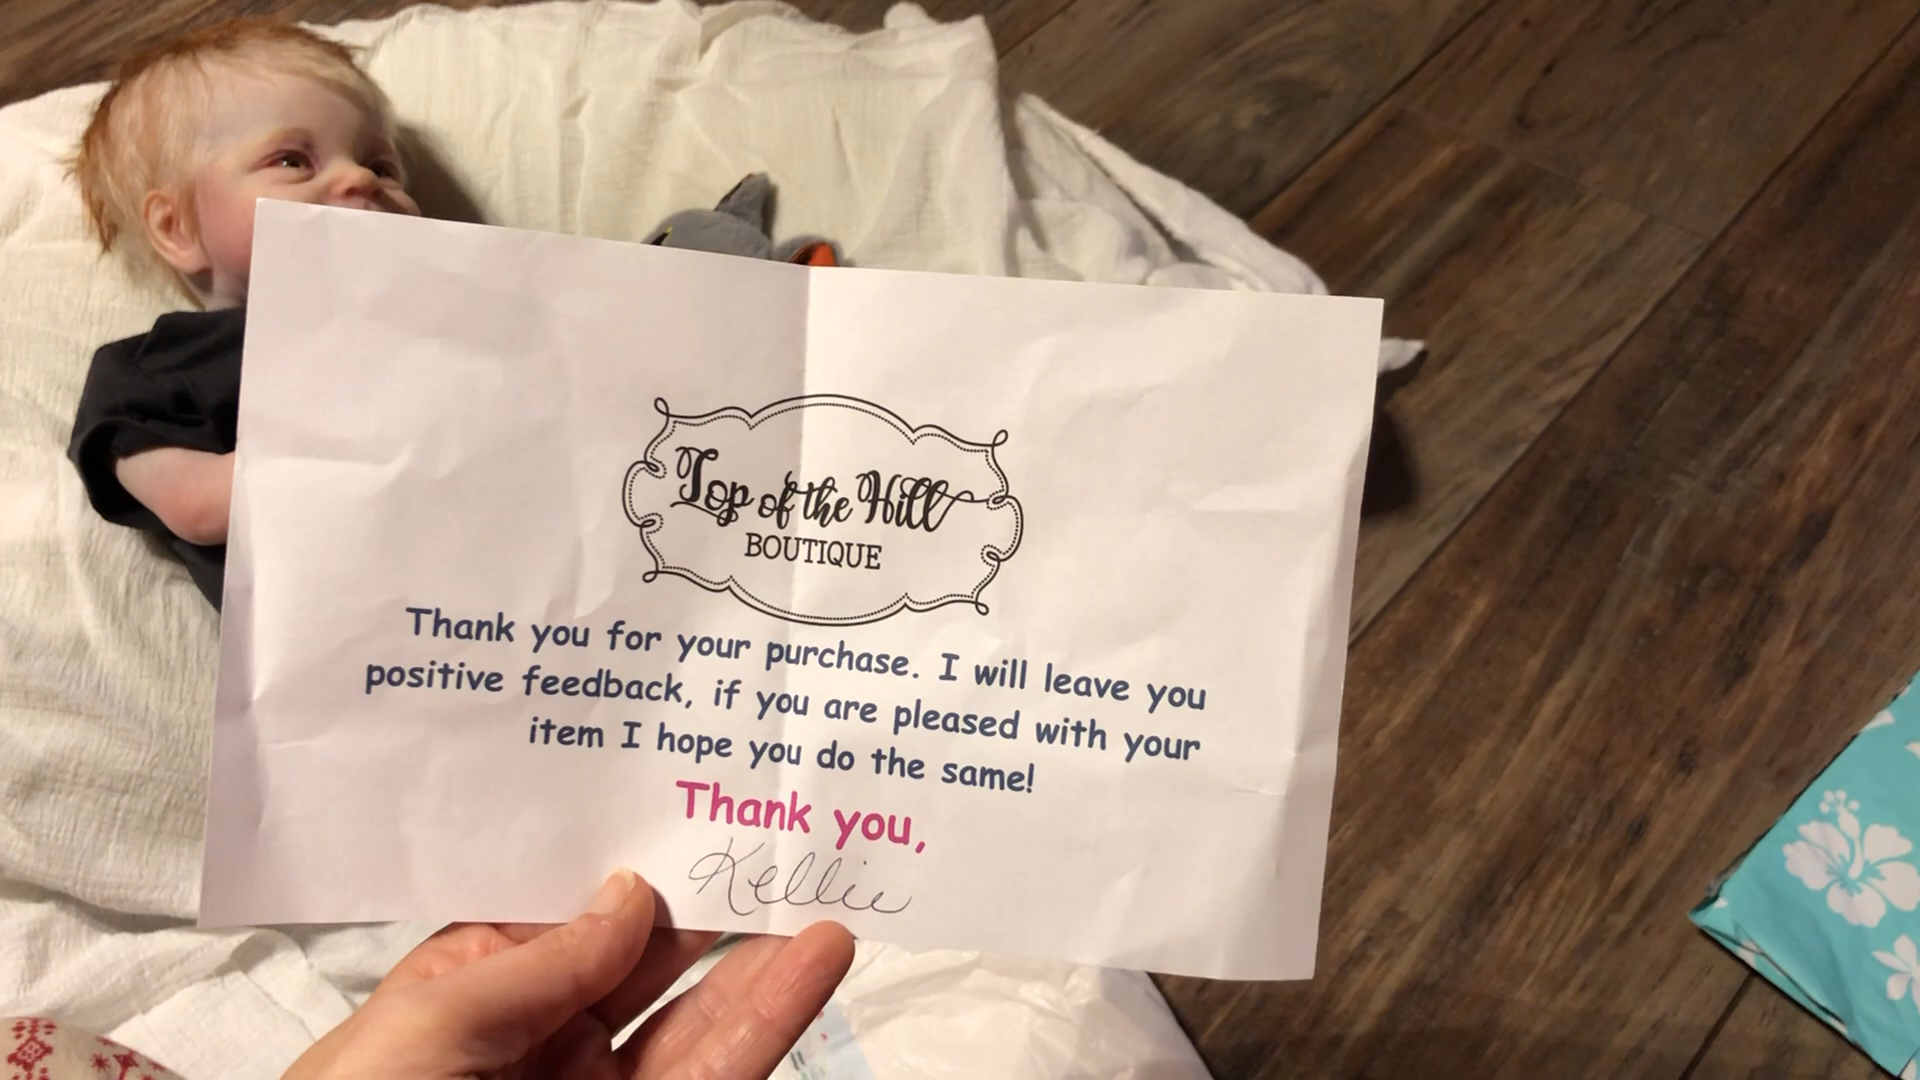 Top of the Hill
BOUTIQUE
Thank you for your purchase. I will leave you
positive feedback, if you are pleased with your
item I hope you do the same!
Thank you,
Kellie